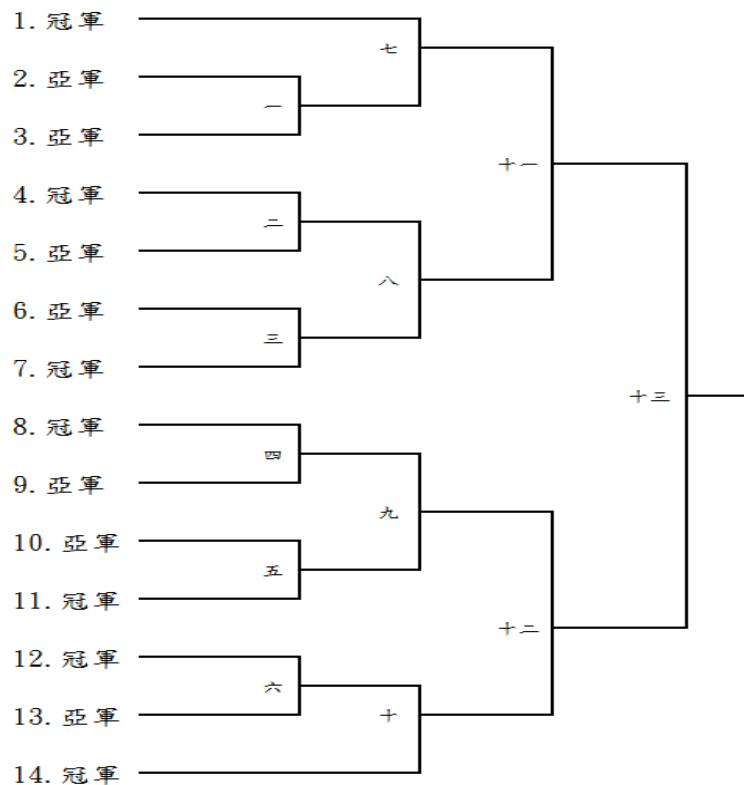 1. 冠軍
七
2. 亞軍
一
3. 亞軍
十一
4. 冠軍
二
5. 亞軍
八
6. 亞軍
三
7. 冠軍
十三
8. 冠軍
四
9. 亞軍
九
10. 亞軍
五
11. 冠軍
十二
12. 冠軍
六
13. 亞軍
十
14. 冠軍